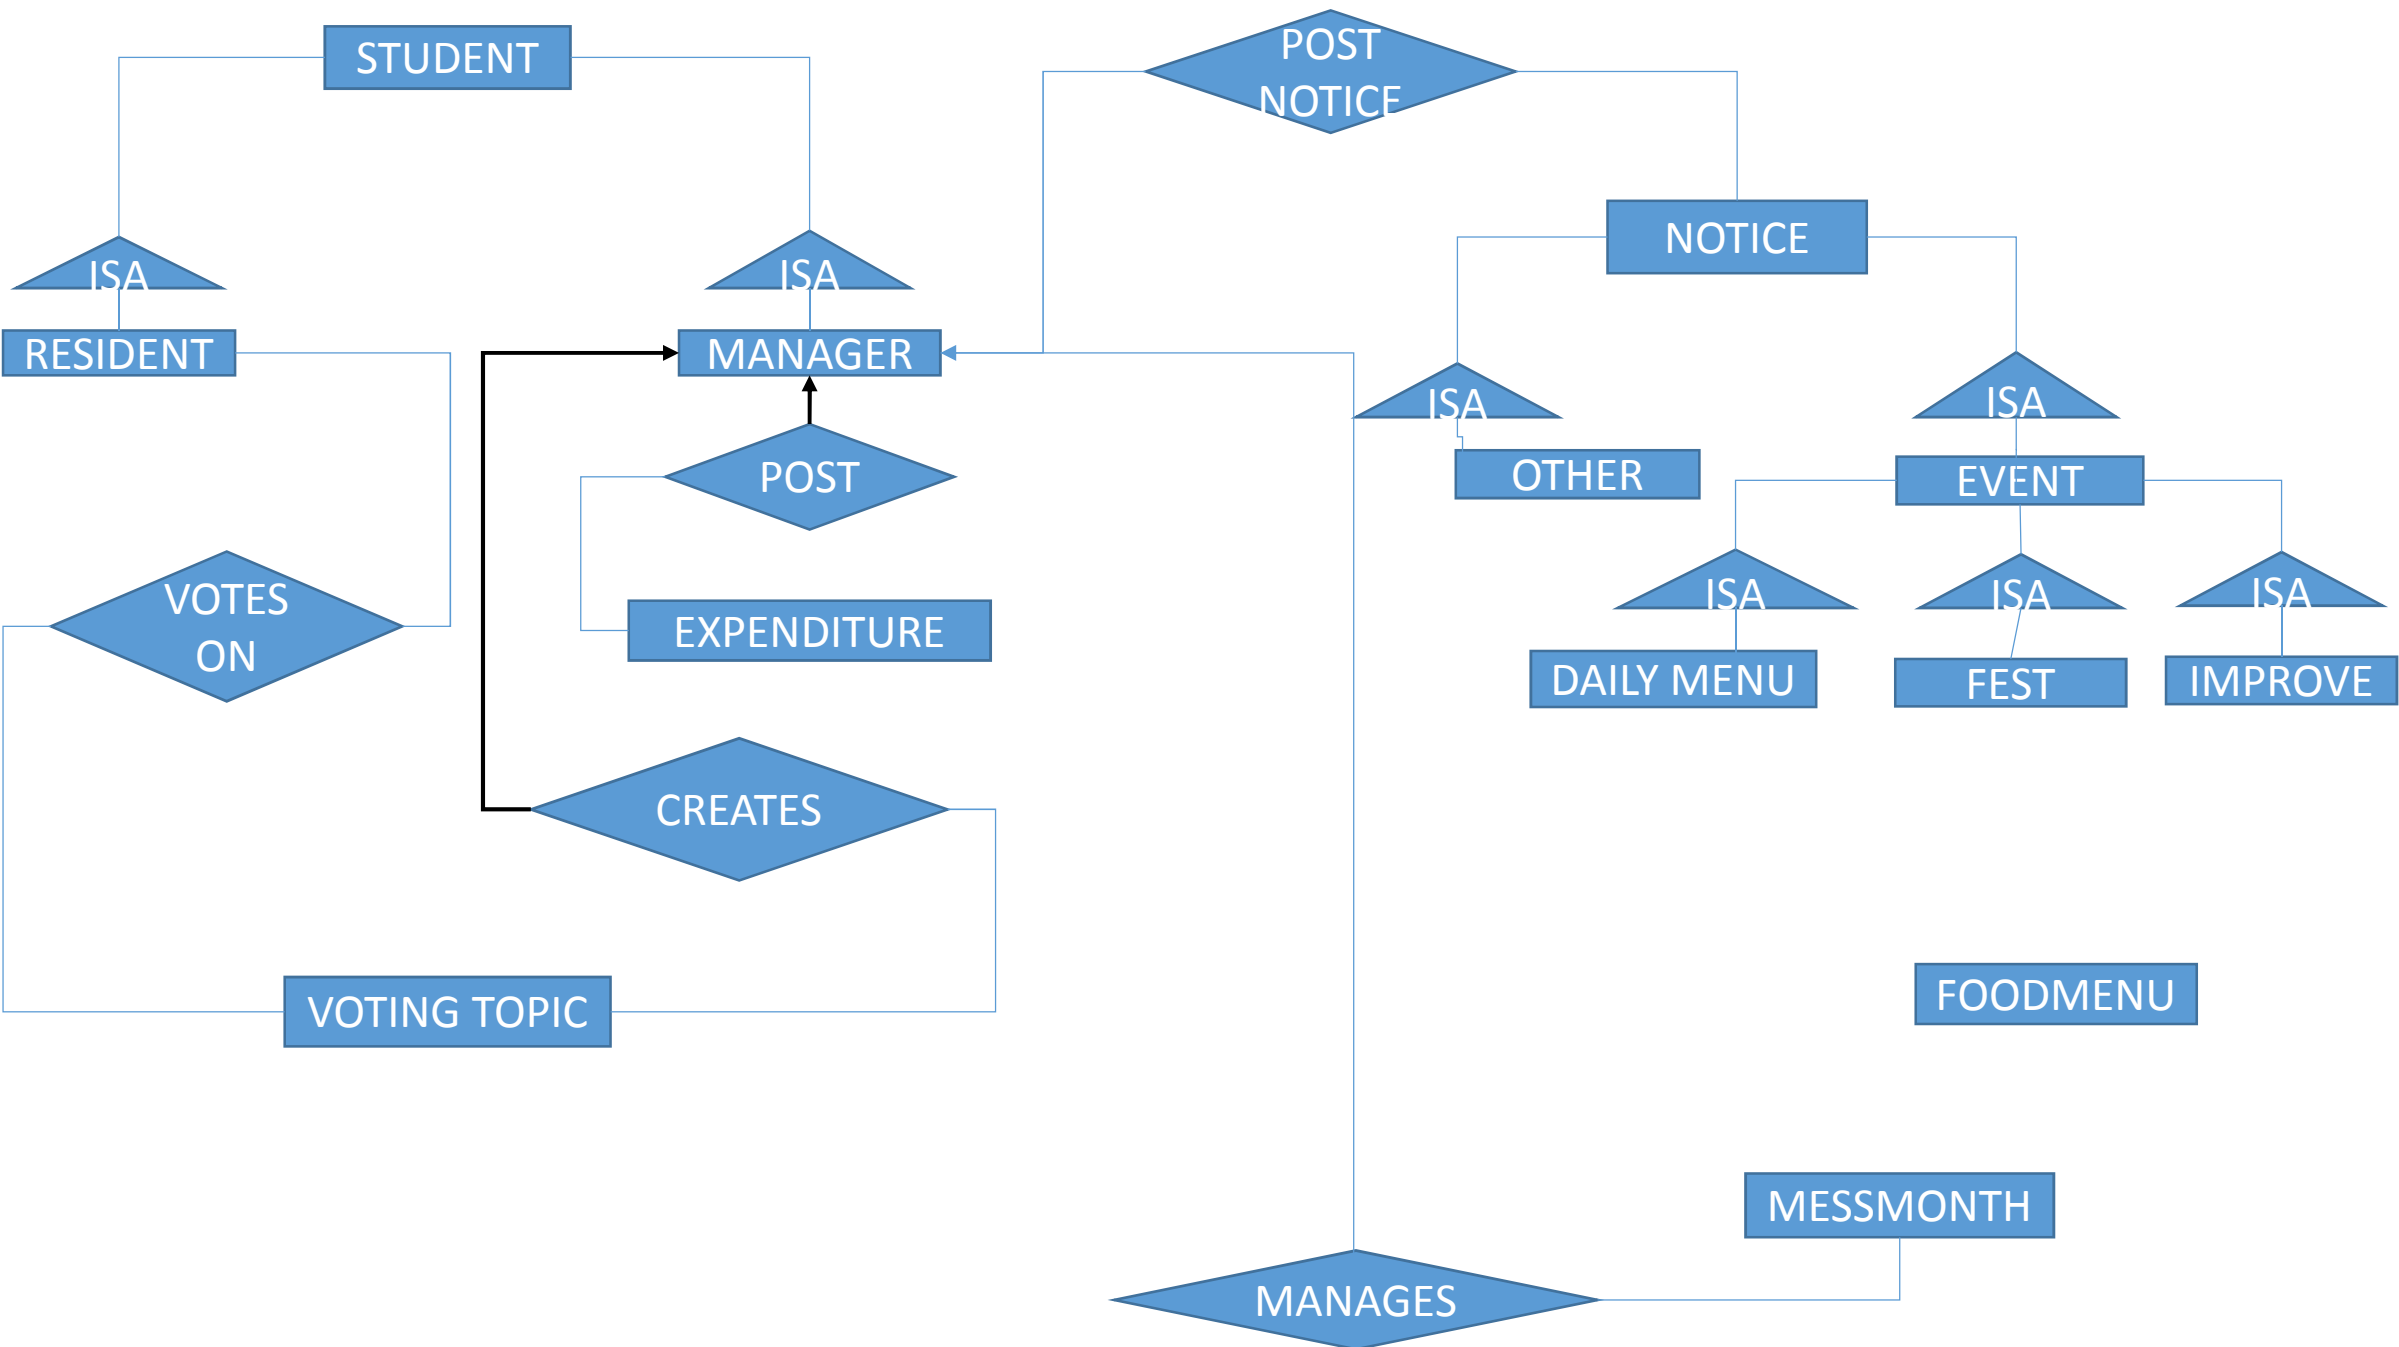 STUDENT
POST
NOTICE
NOTICE
ISA
ISA
RESIDENT
MANAGER
ISA
ISA
POST
OTHER
EVENT
VOTES
ON
EXPENDITURE
ISA
ISA
ISA
DAILY MENU
FEST
IMPROVE
CREATES
VOTING TOPIC
FOODMENU
MESSMONTH
MANAGES